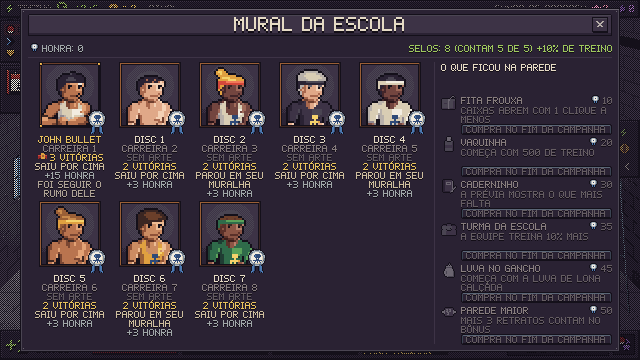 MURAL DA ESCOLA
HONRA: 0
SELOS: 8 (CONTAM 5 DE 5) +10% DE TREINO
JOHN BULLET
CARREIRA 1
3 VITÓRIAS
SAIU POR CIMA
+15 HONRA
FOI SEGUIR O
RUMO DELE
DISC 1
CARREIRA 2
SEM ARTE
2 VITÓRIAS
SAIU POR CIMA
+3 HONRA
DISC 2
CARREIRA 3
SEM ARTE
2 VITÓRIAS
PAROU EM SEU
MURALHA
+3 HONRA
DISC 3
CARREIRA 4
SEM ARTE
2 VITÓRIAS
SAIU POR CIMA
+3 HONRA
DISC 4
CARREIRA 5
SEM ARTE
2 VITÓRIAS
PAROU EM SEU
MURALHA
+3 HONRA
DISC 5
CARREIRA 6
SEM ARTE
2 VITÓRIAS
SAIU POR CIMA
+3 HONRA
DISC 6
CARREIRA 7
SEM ARTE
2 VITÓRIAS
PAROU EM SEU
MURALHA
+3 HONRA
DISC 7
CARREIRA 8
SEM ARTE
2 VITÓRIAS
SAIU POR CIMA
+3 HONRA
O QUE FICOU NA PAREDE
FITA FROUXA 10
CAIXAS ABREM COM 1 CLIQUE A
MENOS
COMPRA NO FIM DA CAMPANHA
VAQUINHA 20
COMEÇA COM 500 DE TREINO
COMPRA NO FIM DA CAMPANHA
CADERNINHO 30
A PRÉVIA MOSTRA O QUE MAIS
FALTA
COMPRA NO FIM DA CAMPANHA
TURMA DA ESCOLA 35
A EQUIPE TREINA 10% MAIS
COMPRA NO FIM DA CAMPANHA
LUVA NO GANCHO 45
COMEÇA COM A LUVA DE LONA
CALÇADA
COMPRA NO FIM DA CAMPANHA
PAREDE MAIOR 50
MAIS 3 RETRATOS CONTAM NO
BÔNUS
COMPRA NO FIM DA CAMPANHA